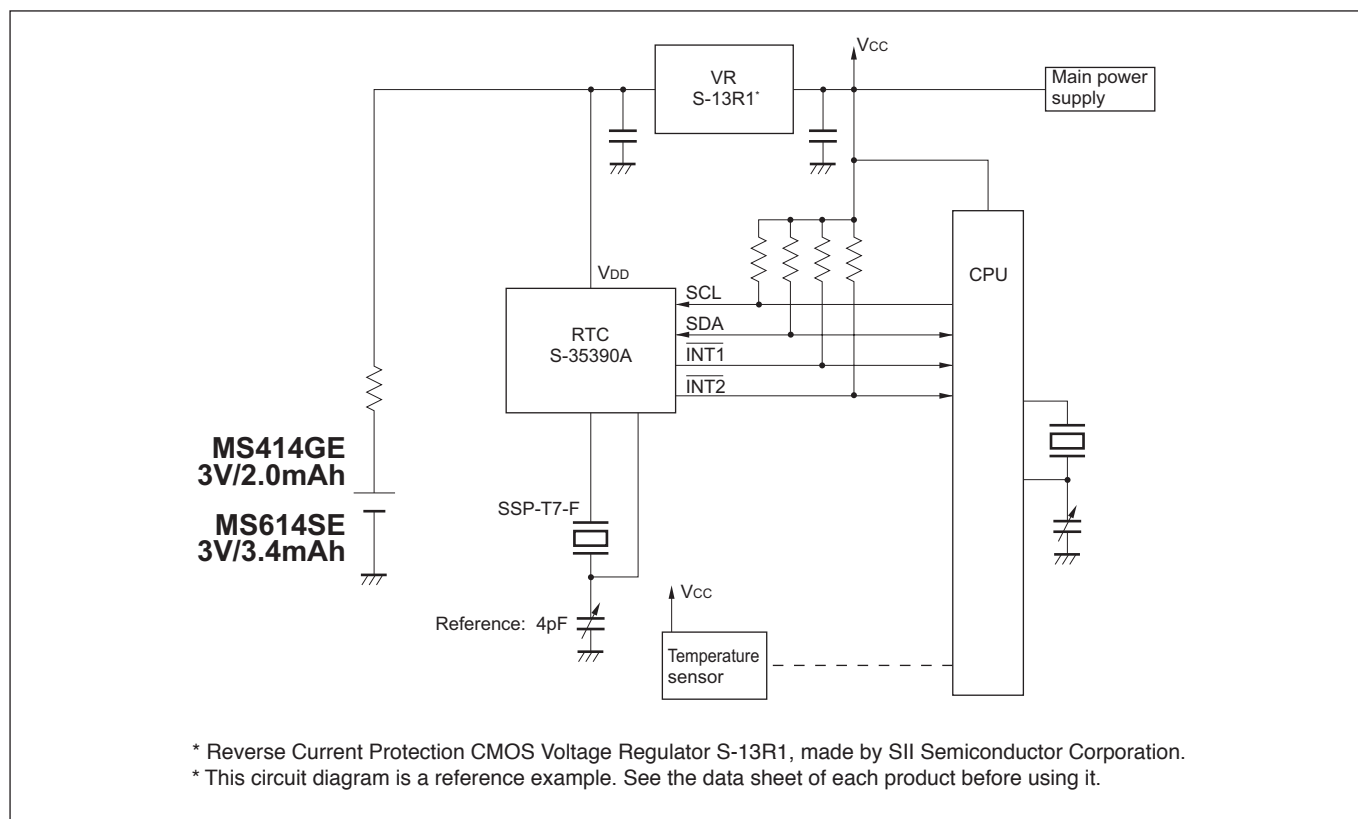 VCC
VR
S-13R1*
Main power
supply
CPU
VDD
SCL
SDA
INT1
INT2
RTC
S-35390A
MS414GE
3V/2.0mAh
MS614SE
3V/3.4mAh
SSP-T7-F
Reference: 4pF
VCC
Temperature
sensor
* Reverse Current Protection CMOS Voltage Regulator S-13R1, made by SII Semiconductor Corporation.
* This circuit diagram is a reference example. See the data sheet of each product before using it.